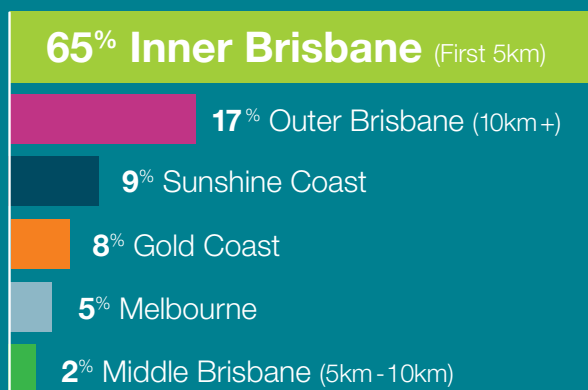 65% Inner Brisbane (First 5km)
17% Outer Brisbane (10km+)
9% Sunshine Coast
8% Gold Coast
5% Melbourne
2% Middle Brisbane (5km-10km)